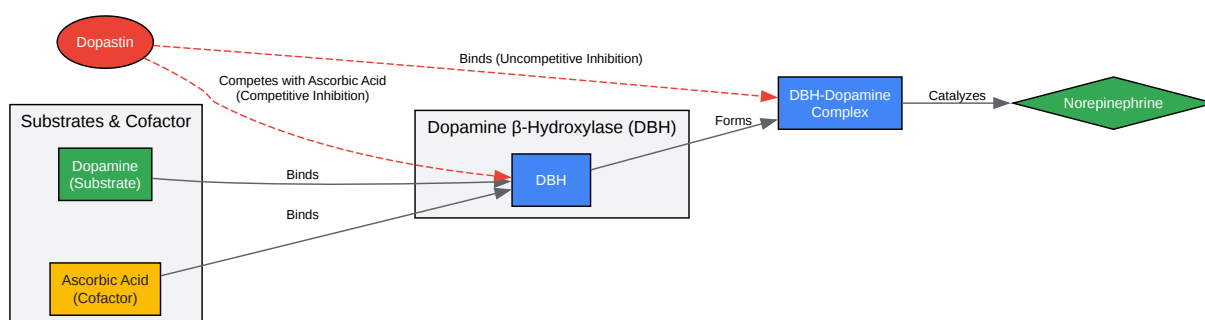 Dopastin
Binds (Uncompetitive Inhibition)
Competes with Ascorbic Acid
(Competitive Inhibition)
DBH-Dopamine
Complex
Catalyzes
Norepinephrine
Substrates & Cofactor
Dopamine β-Hydroxylase (DBH)
Forms
Dopamine
(Substrate)
Binds
DBH
Binds
Ascorbic Acid
(Cofactor)